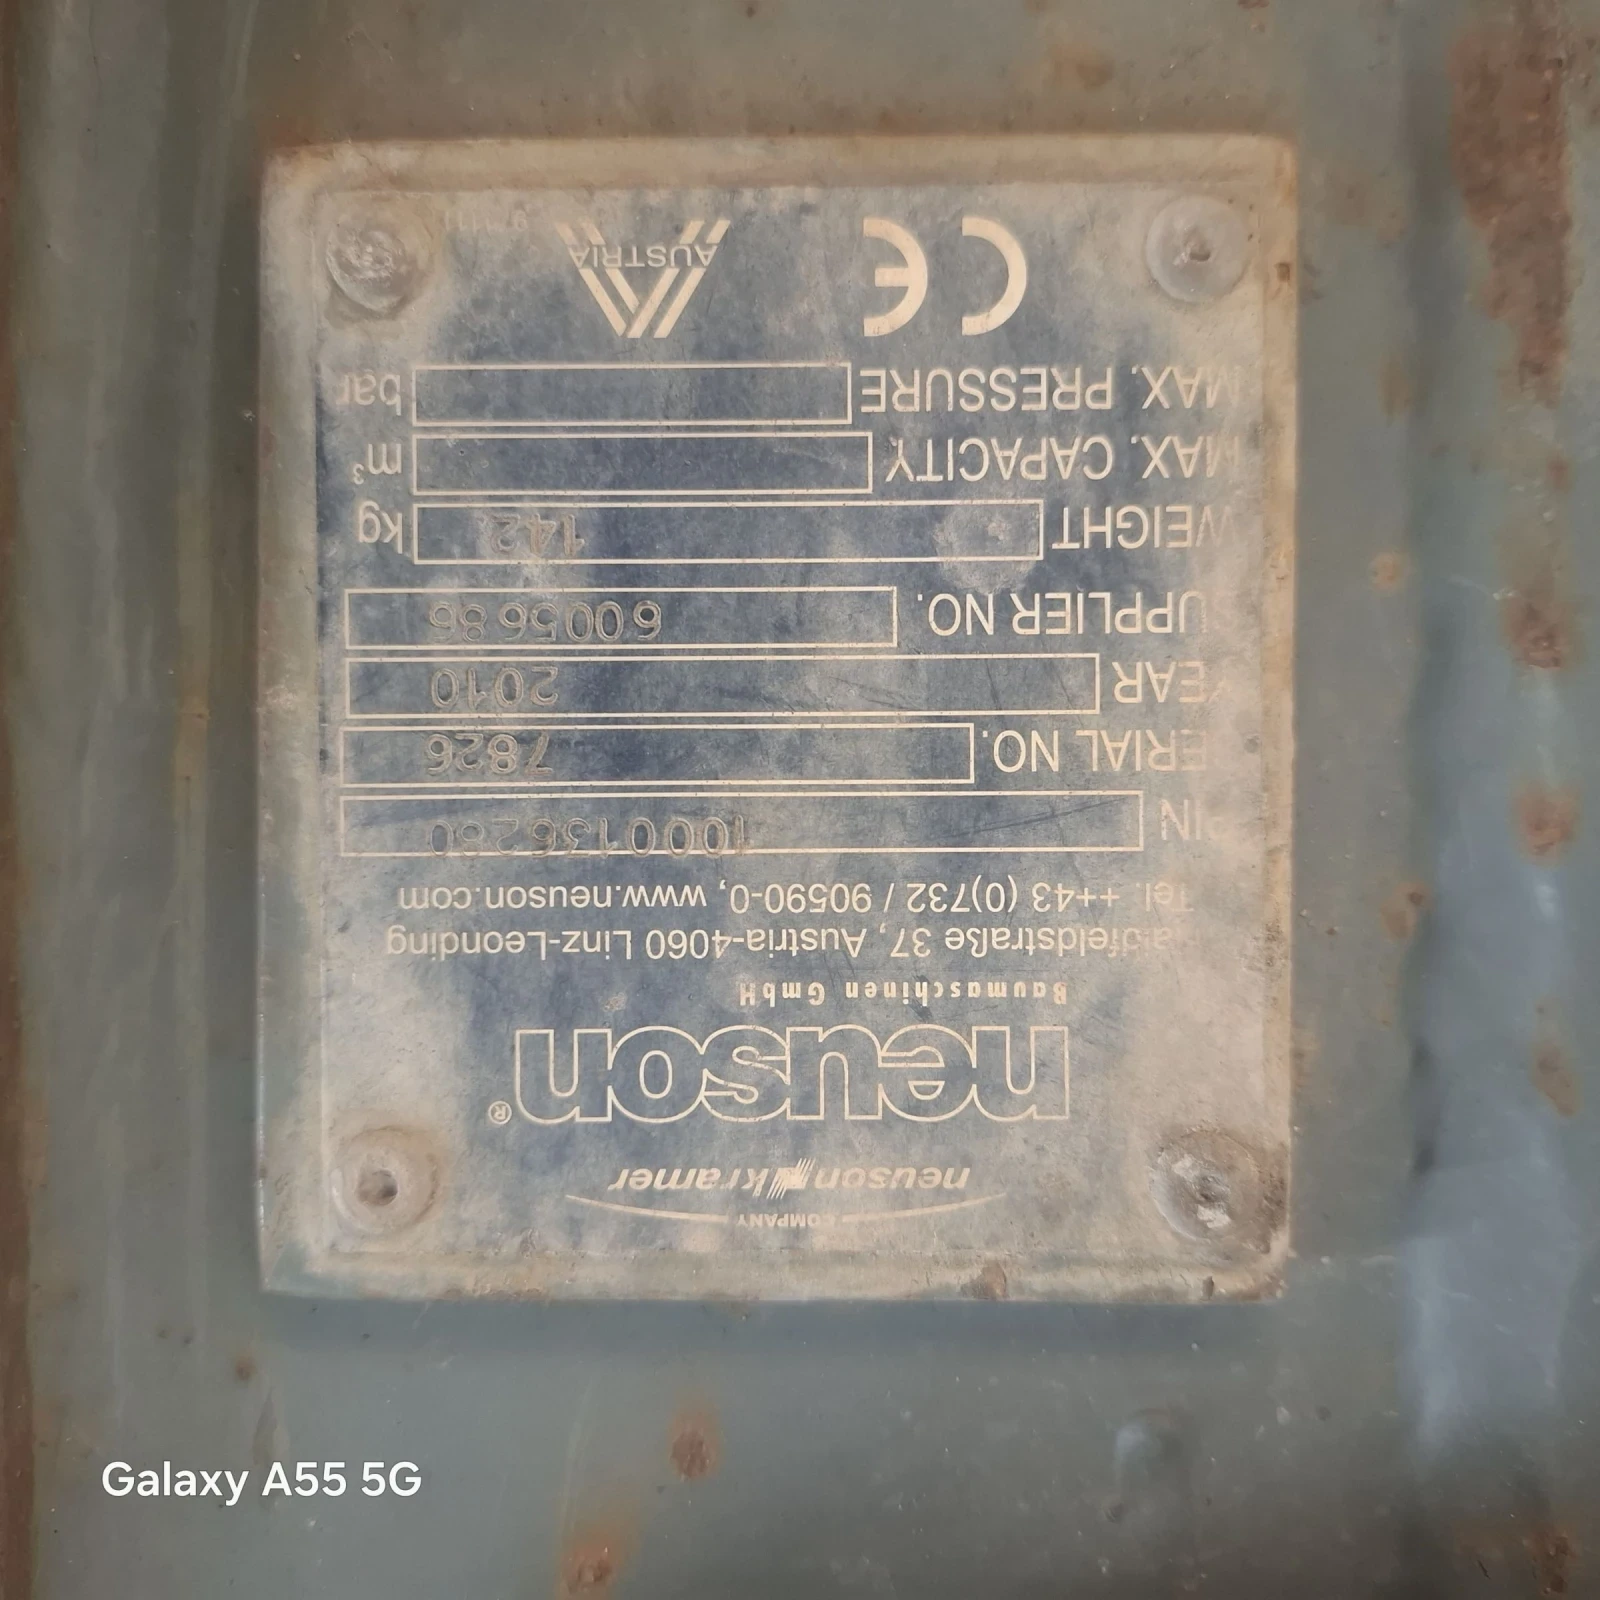 COMPANY
neuson kramer
neuson®
Baumaschinen GmbH
Haidfeldstraße 37, Austria-4060 Linz-Leonding
Tel. ++43 (0)732 / 90590-0, www.neuson.com
PIN 1000136280
SERIAL NO. 7826
YEAR 2010
SUPPLIER NO. 6005686
WEIGHT 142 kg
MAX. CAPACITY m³
MAX. PRESSURE bar
CE AUSTRIA
Galaxy A55 5G